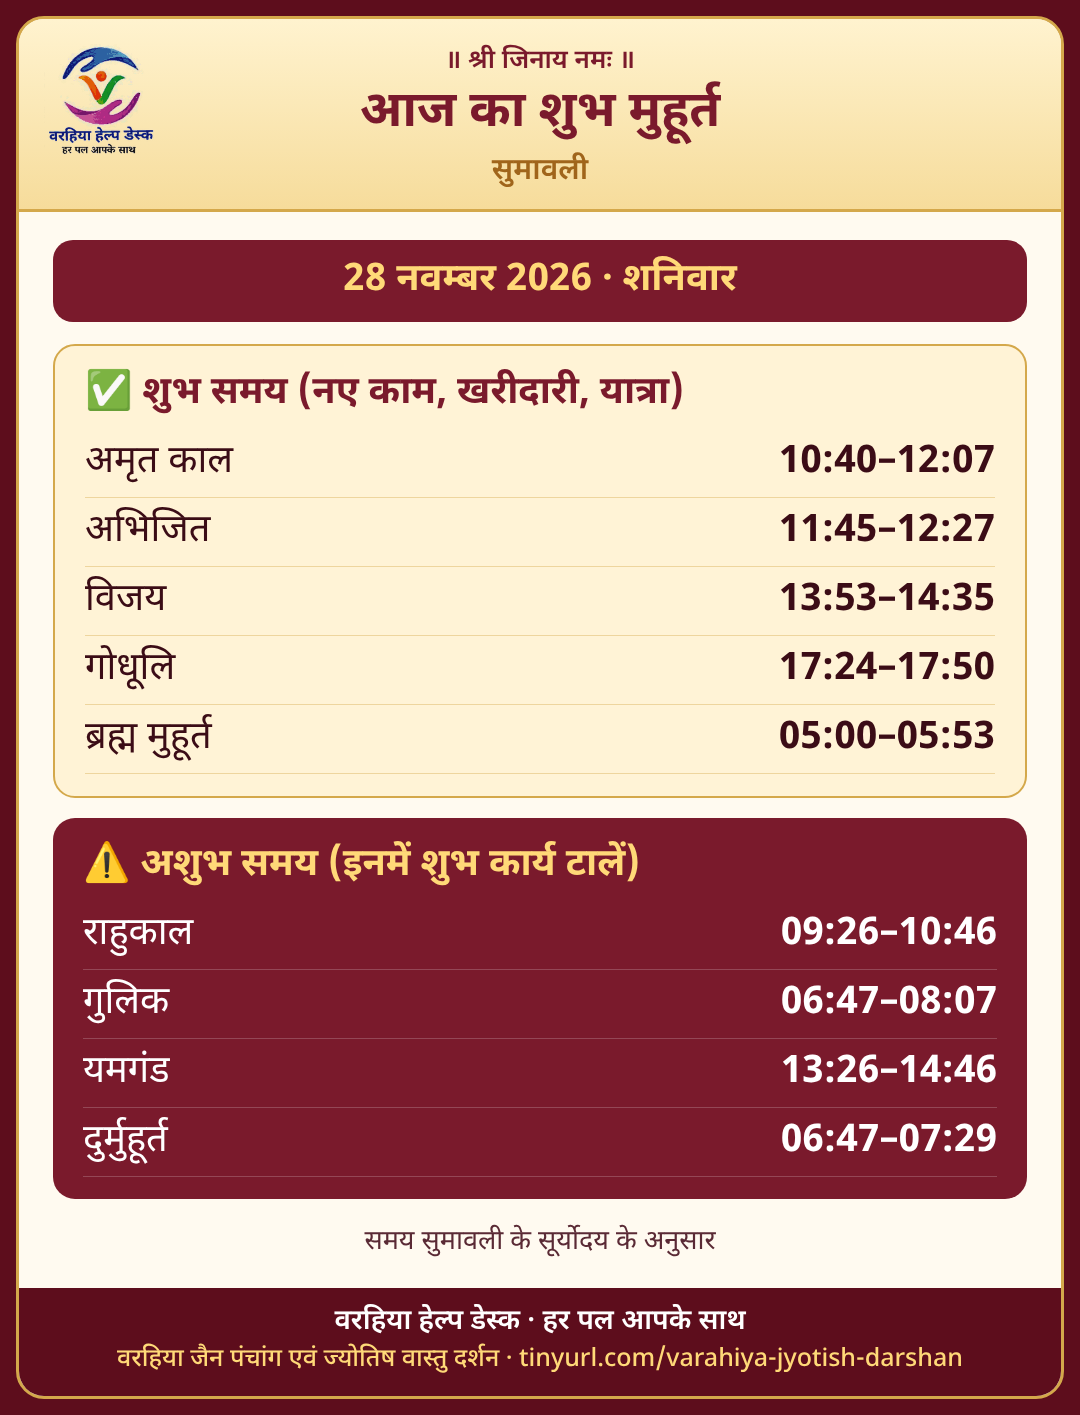 ॥ श्री जिनाय नमः ॥
आज का शुभ मुहूर्त
सुमावली
वरहिया हेल्प डेस्क
हर पल आपके साथ
28 नवम्बर 2026 · शनिवार
✅ शुभ समय (नए काम, खरीदारी, यात्रा)
अमृत काल 10:40–12:07
अभिजित 11:45–12:27
विजय 13:53–14:35
गोधूलि 17:24–17:50
ब्रह्म मुहूर्त 05:00–05:53
⚠️ अशुभ समय (इनमें शुभ कार्य टालें)
राहुकाल 09:26–10:46
गुलिक 06:47–08:07
यमगंड 13:26–14:46
दुर्मुहूर्त 06:47–07:29
समय सुमावली के सूर्योदय के अनुसार
वरहिया हेल्प डेस्क · हर पल आपके साथ
वरहिया जैन पंचांग एवं ज्योतिष वास्तु दर्शन · tinyurl.com/varahiya-jyotish-darshan